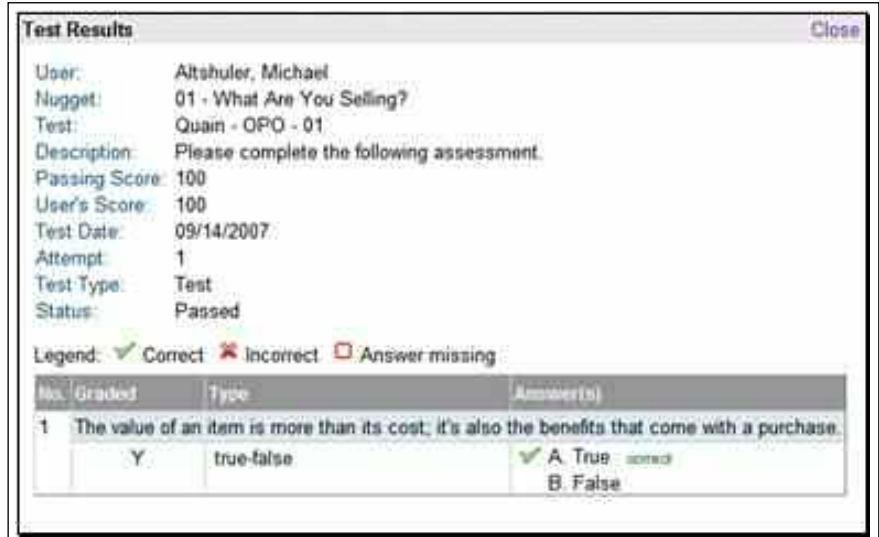 Test Results Close
User: Altshuler, Michael
Nugget: 01 - What Are You Selling?
Test: Quain - OPO - 01
Description: Please complete the following assessment.
Passing Score: 100
User's Score: 100
Test Date: 09/14/2007
Attempt: 1
Test Type: Test
Status: Passed
Legend: Correct Incorrect Answer missing
No. Graded Type Answer(s)
1 The value of an item is more than its cost; it's also the benefits that come with a purchase.
Y true-false A. True correct
B. False